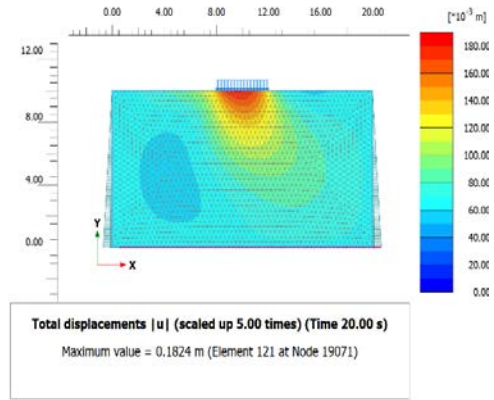 [*10⁻³ m]
0.00 4.00 8.00 12.00 16.00 20.00
12.00
8.00
4.00
0.00
Y
X
180.00
160.00
140.00
120.00
100.00
80.00
60.00
40.00
20.00
0.00
Total displacements |u| (scaled up 5.00 times) (Time 20.00 s)
Maximum value = 0.1824 m (Element 121 at Node 19071)